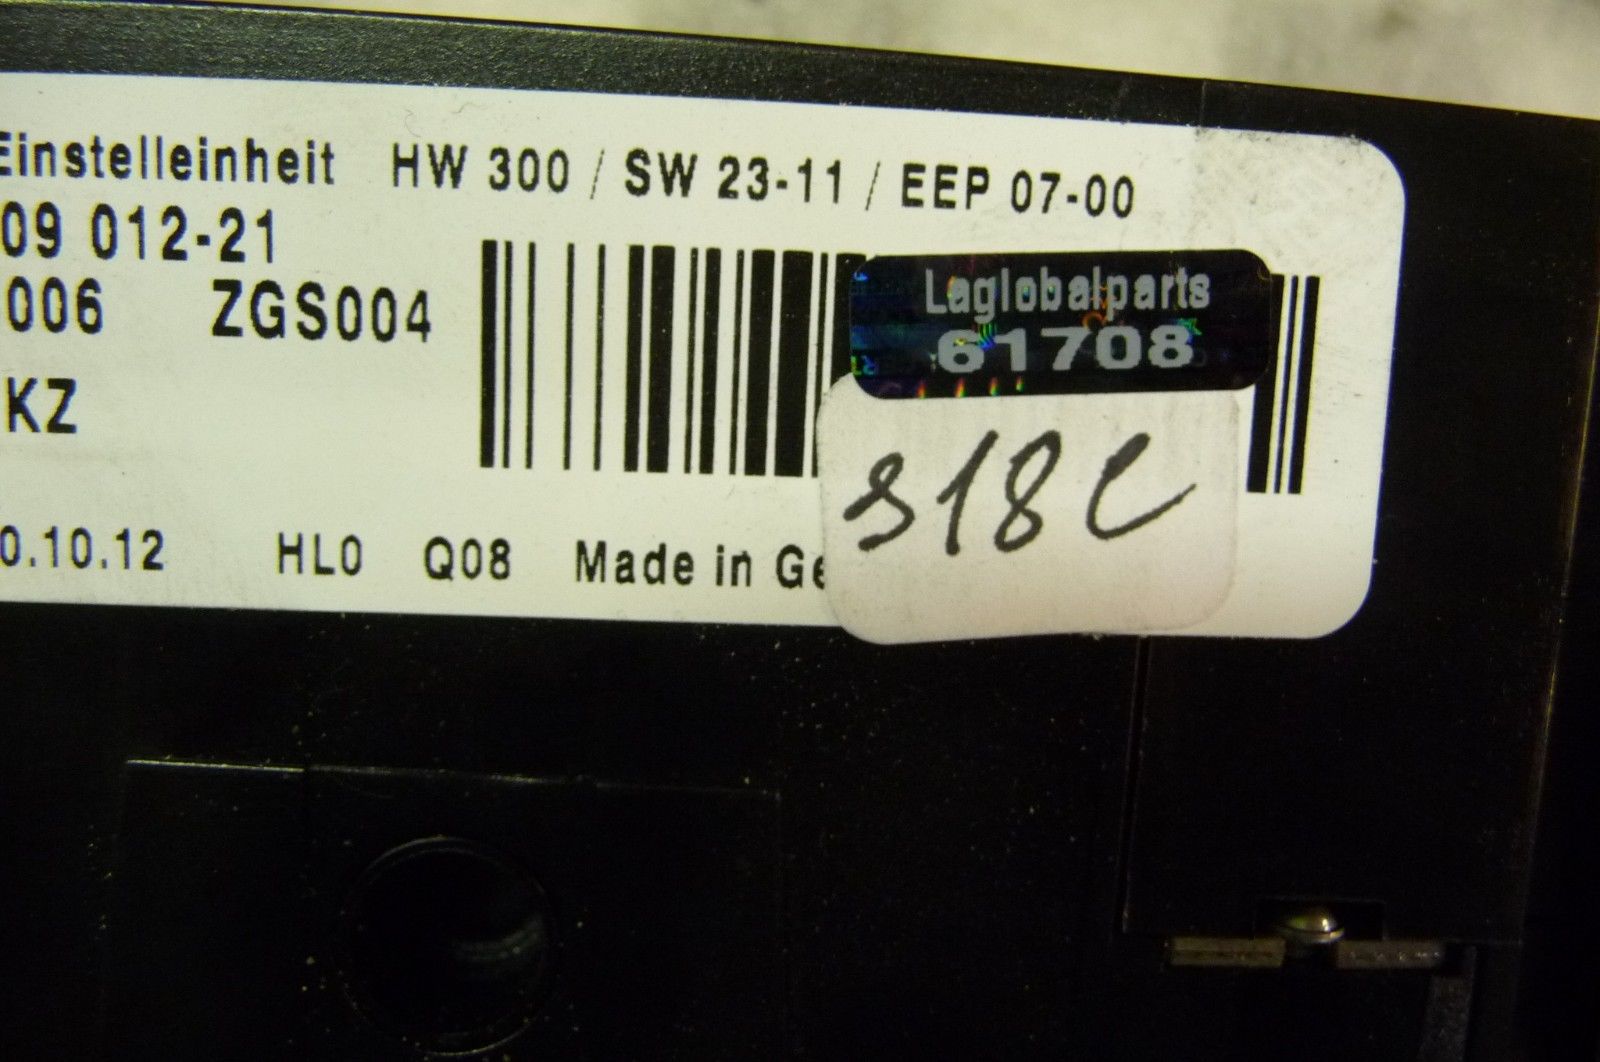 Einstelleinheit HW 300 / SW 23-11 / EEP 07-00
09 012-21
006 ZGS004
Laglobalparts
61708
KZ
318C
0.10.12 HL0 Q08 Made in Ge